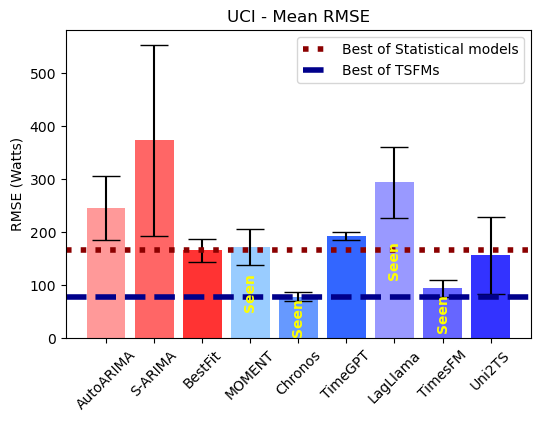 UCI - Mean RMSE
Best of Statistical models
Best of TSFMs
RMSE (Watts)
500
400
300
200
100
0
Seen
Seen
Seen
Seen
AutoARIMA
S-ARIMA
BestFit
MOMENT
Chronos
TimeGPT
LagLlama
TimesFM
Uni2TS